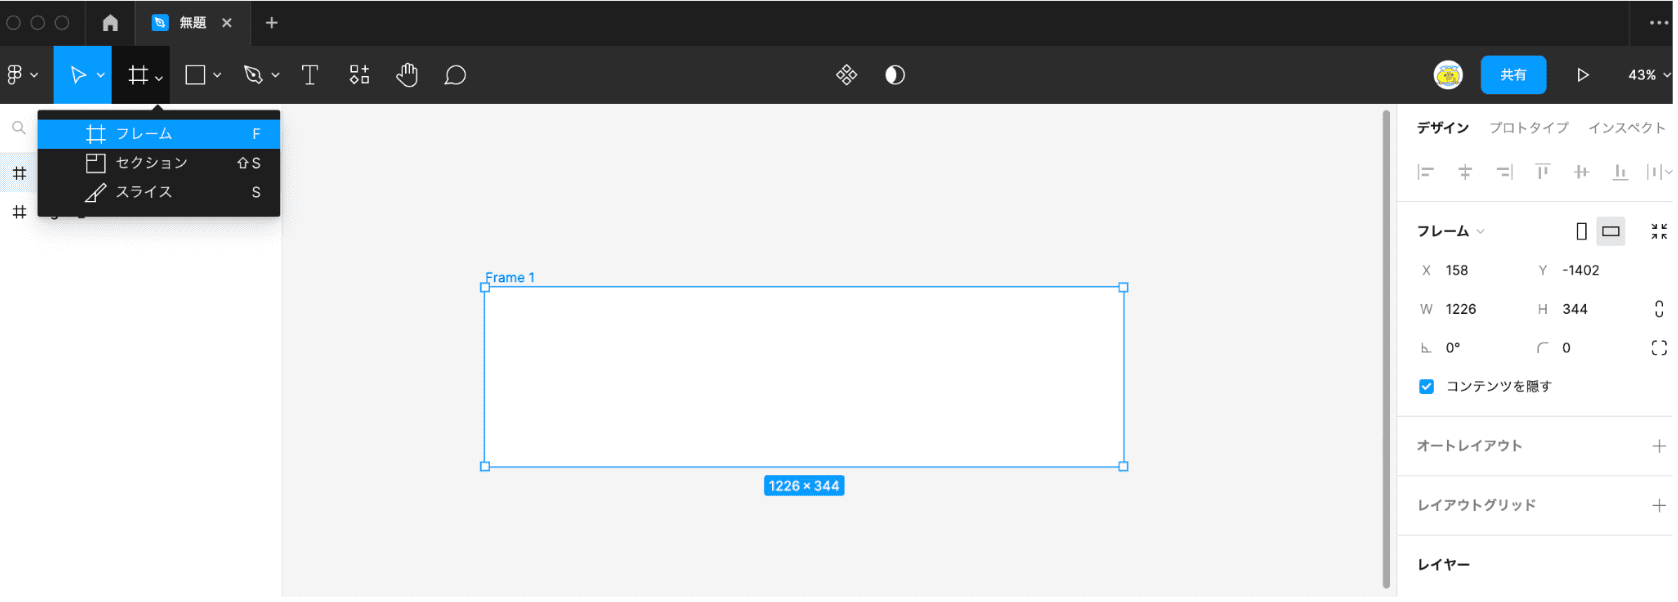 無題
共有
43%
フレーム F
セクション ⇧S
スライス S
デザイン プロトタイプ インスペクト
フレーム
X 158 Y -1402
W 1226 H 344
0° 0
コンテンツを隠す
オートレイアウト
レイアウトグリッド
レイヤー
Frame 1
1226 × 344